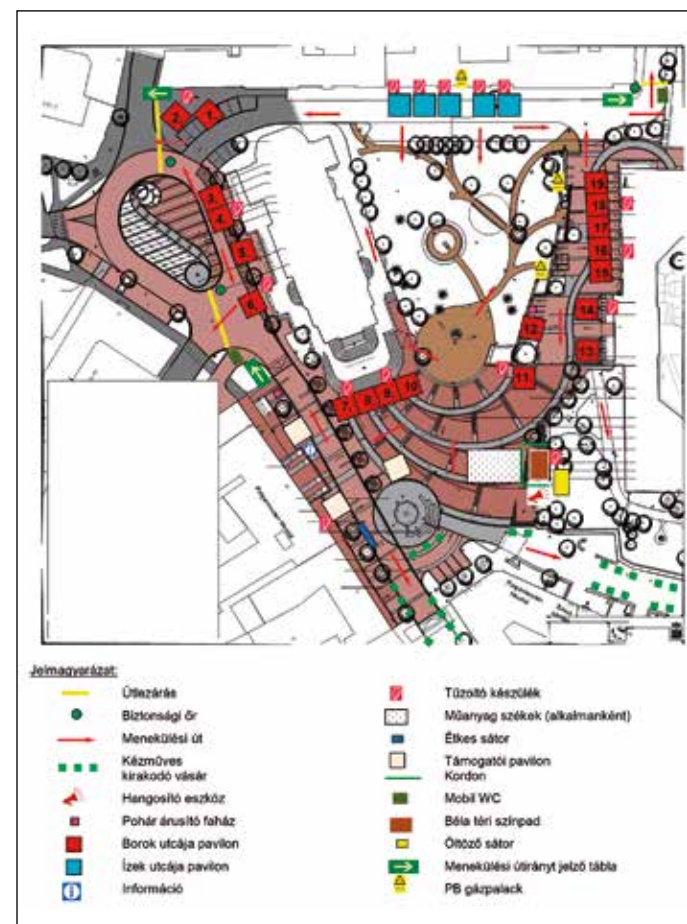 2.
1.
3.
4.
5.
6.
7.
8.
9.
10
11.
12
13.
14.
15
16
17
18
19.
Jelmagyarázat:
Útlezárás
Biztonsági őr
Menekülési út
Kézműves
kirakodó vásár
Hangosító eszköz
Pohár árusító faház
Borok utcája pavilon
Ízek utcája pavilon
Információ
Tűzoltó készülék
Műanyag székek (alkalmanként)
Étkes sátor
Támogatói pavilon
Kordon
Mobil WC
Béla téri színpad
Öltöző sátor
Menekülési útirányt jelző tábla
PB gázpalack